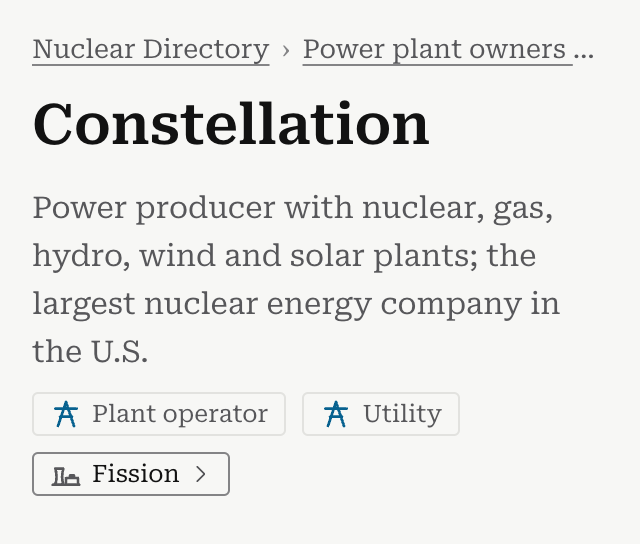 Nuclear Directory › Power plant owners ...
Constellation
Power producer with nuclear, gas,
hydro, wind and solar plants; the
largest nuclear energy company in
the U.S.
Plant operator Utility
Fission >